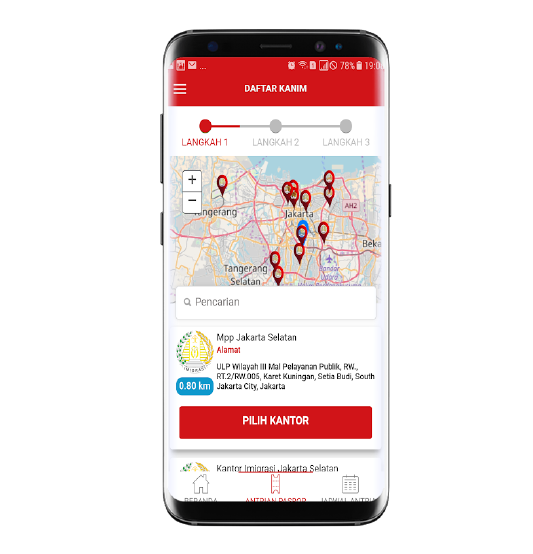 ... 78% 19:0
DAFTAR KANIM
LANGKAH 1 LANGKAH 2 LANGKAH 3
+
−
Tangerang
Jakarta
AH2
Beka
Tangerang
Selatan
Bandar
Udara
Pencarian
Mpp Jakarta Selatan
Alamat
ULP Wilayah III Mal Pelayanan Publik, RW.,
RT.2/RW.005, Karet Kuningan, Setia Budi, South
Jakarta City, Jakarta
IMIGRASI
0.80 km
PILIH KANTOR
Kantor Imigrasi Jakarta Selatan
BERANDA ANTRIAN PASPOR JADWAL ANTRI